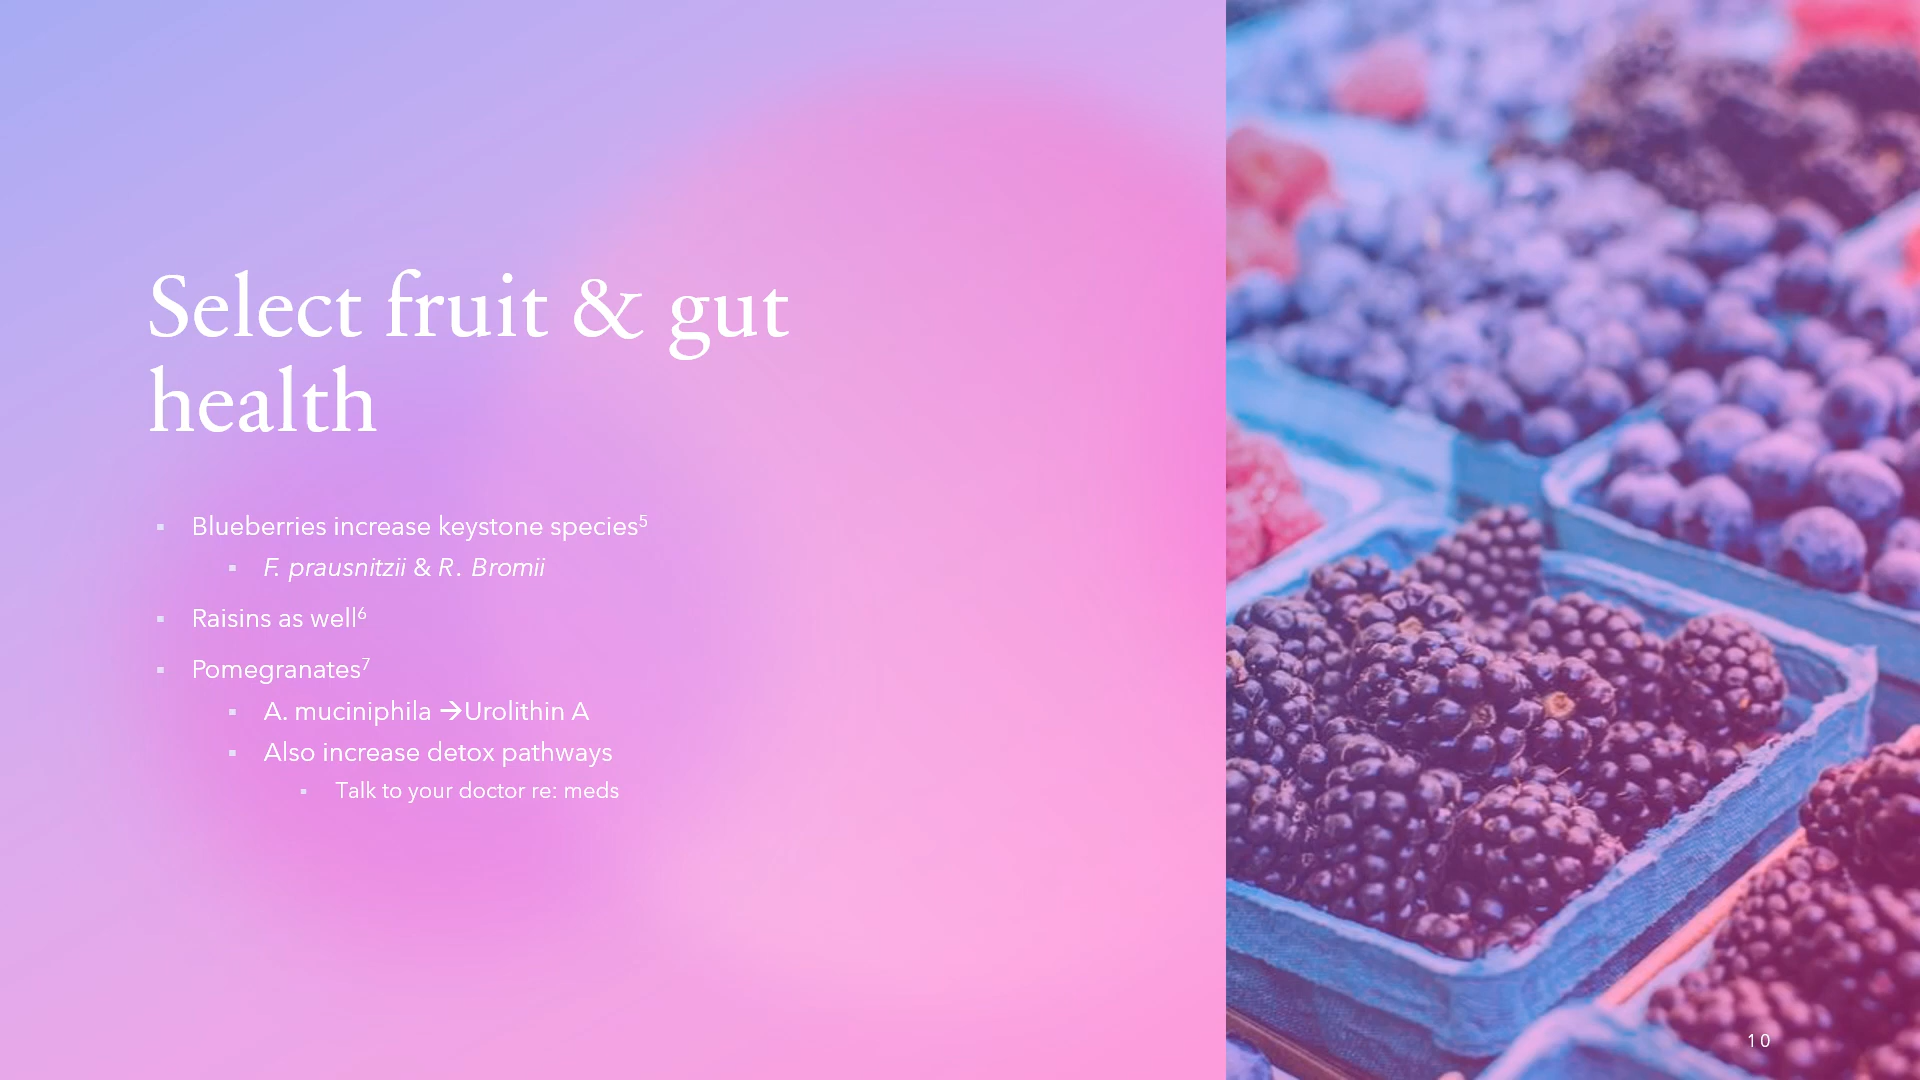 Select fruit & gut
health
▪ Blueberries increase keystone species⁵
▪ F. prausnitzii & R. Bromii
▪ Raisins as well⁶
▪ Pomegranates⁷
▪ A. muciniphila →Urolithin A
▪ Also increase detox pathways
▪ Talk to your doctor re: meds
10